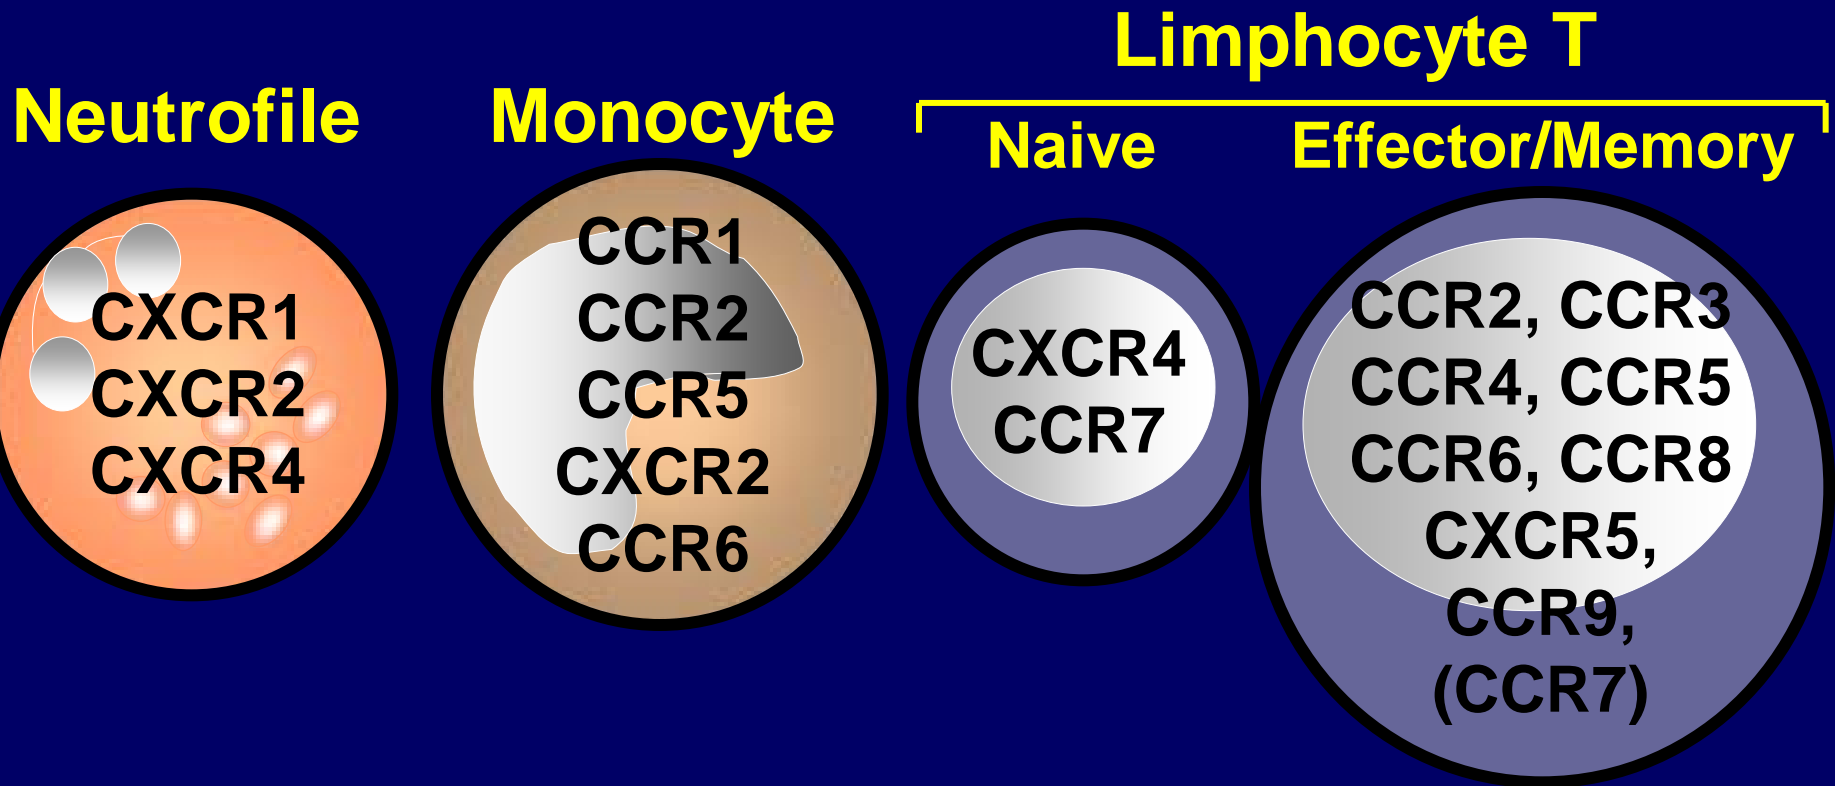 Limphocyte T
Neutrofile
Monocyte
Naive
Effector/Memory
CXCR1
CXCR2
CXCR4
CCR1
CCR2
CCR5
CXCR2
CCR6
CXCR4
CCR7
CCR2, CCR3
CCR4, CCR5
CCR6, CCR8
CXCR5,
CCR9,
(CCR7)